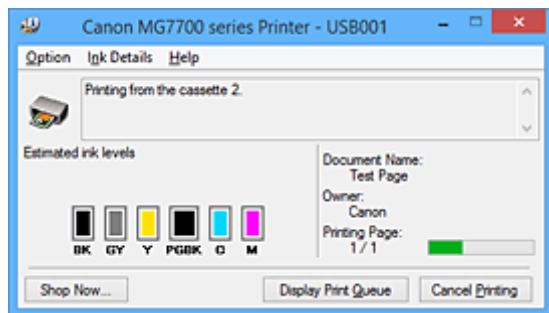 Canon MG7700 series Printer - USB001
Option Ink Details Help
Printing from the cassette 2.
Estimated ink levels
BK GY Y PGBK C M
Document Name:
Test Page
Owner:
Canon
Printing Page:
1 / 1
Shop Now... Display Print Queue Cancel Printing